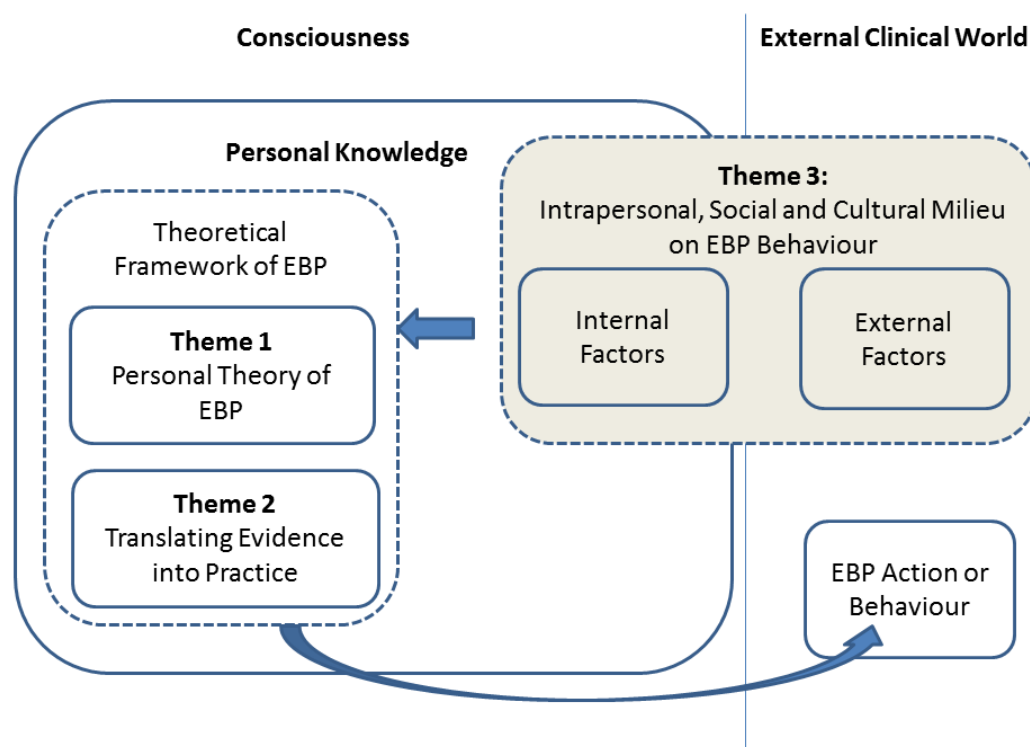 Consciousness
External Clinical World
Personal Knowledge
Theoretical
Framework of EBP
Theme 1
Personal Theory of
EBP
Theme 2
Translating Evidence
into Practice
Theme 3:
Intrapersonal, Social and Cultural Milieu
on EBP Behaviour
Internal
Factors
External
Factors
EBP Action or
Behaviour